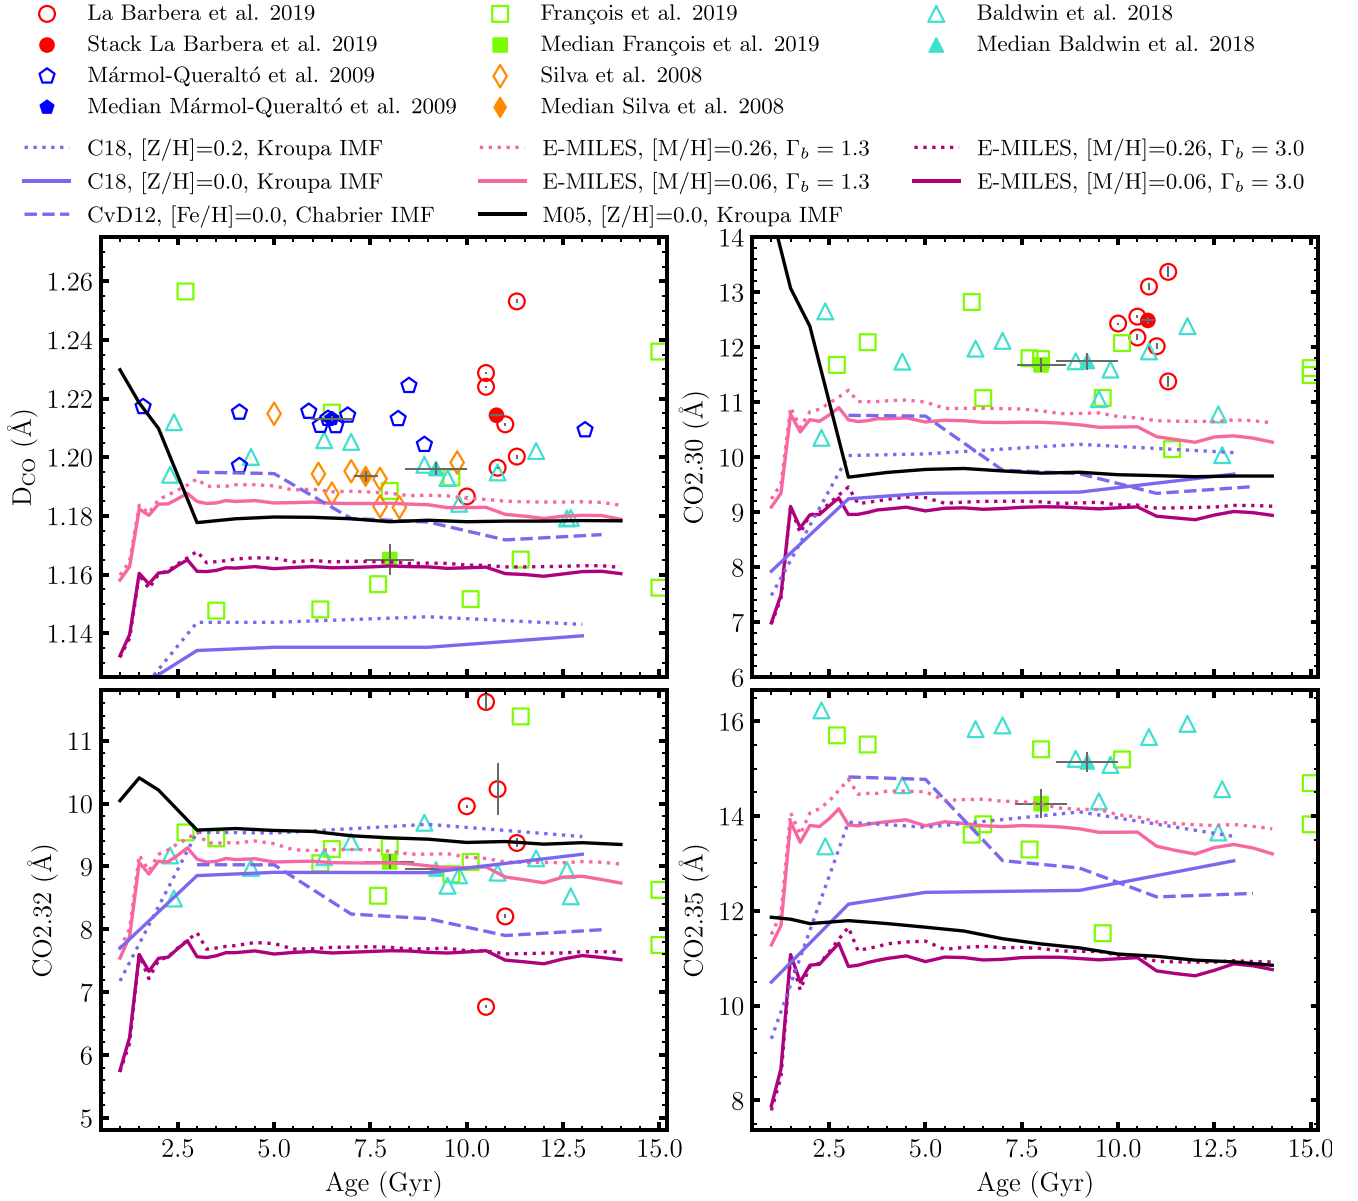 La Barbera et al. 2019
Stack La Barbera et al. 2019
Mármol-Queraltó et al. 2009
Median Mármol-Queraltó et al. 2009
François et al. 2019
Median François et al. 2019
Silva et al. 2008
Median Silva et al. 2008
Baldwin et al. 2018
Median Baldwin et al. 2018
C18, [Z/H]=0.2, Kroupa IMF
C18, [Z/H]=0.0, Kroupa IMF
CvD12, [Fe/H]=0.0, Chabrier IMF
E-MILES, [M/H]=0.26, Γb = 1.3
E-MILES, [M/H]=0.06, Γb = 1.3
M05, [Z/H]=0.0, Kroupa IMF
E-MILES, [M/H]=0.26, Γb = 3.0
E-MILES, [M/H]=0.06, Γb = 3.0
DCO (Å)
1.26
1.24
1.22
1.20
1.18
1.16
1.14
CO2.30 (Å)
14
13
12
11
10
9
8
7
6
CO2.32 (Å)
11
10
9
8
7
6
5
2.5 5.0 7.5 10.0 12.5 15.0
Age (Gyr)
CO2.35 (Å)
16
14
12
10
8
2.5 5.0 7.5 10.0 12.5 15.0
Age (Gyr)